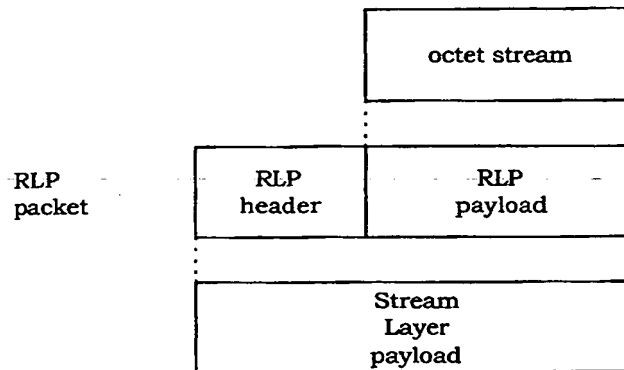 octet stream
RLP
packet
RLP
header
RLP
payload
Stream
Layer
payload